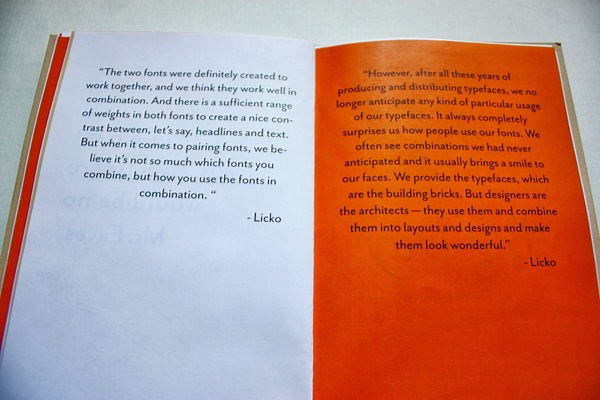 “The two fonts were definitely created to
work together, and we think they work well in
combination. And there is a sufficient range
of weights in both fonts to create a nice con-
trast between, let’s say, headlines and text.
But when it comes to pairing fonts, we be-
lieve it’s not so much which fonts you
combine, but how you use the fonts in
combination. “
- Licko
“However, after all these years of
producing and distributing typefaces, we no
longer anticipate any kind of particular usage
of our typefaces. It always completely
surprises us how people use our fonts. We
often see combinations we had never
anticipated and it usually brings a smile to
our faces. We provide the typefaces, which
are the building bricks. But designers are
the architects — they use them and combine
them into layouts and designs and make
them look wonderful.”
- Licko